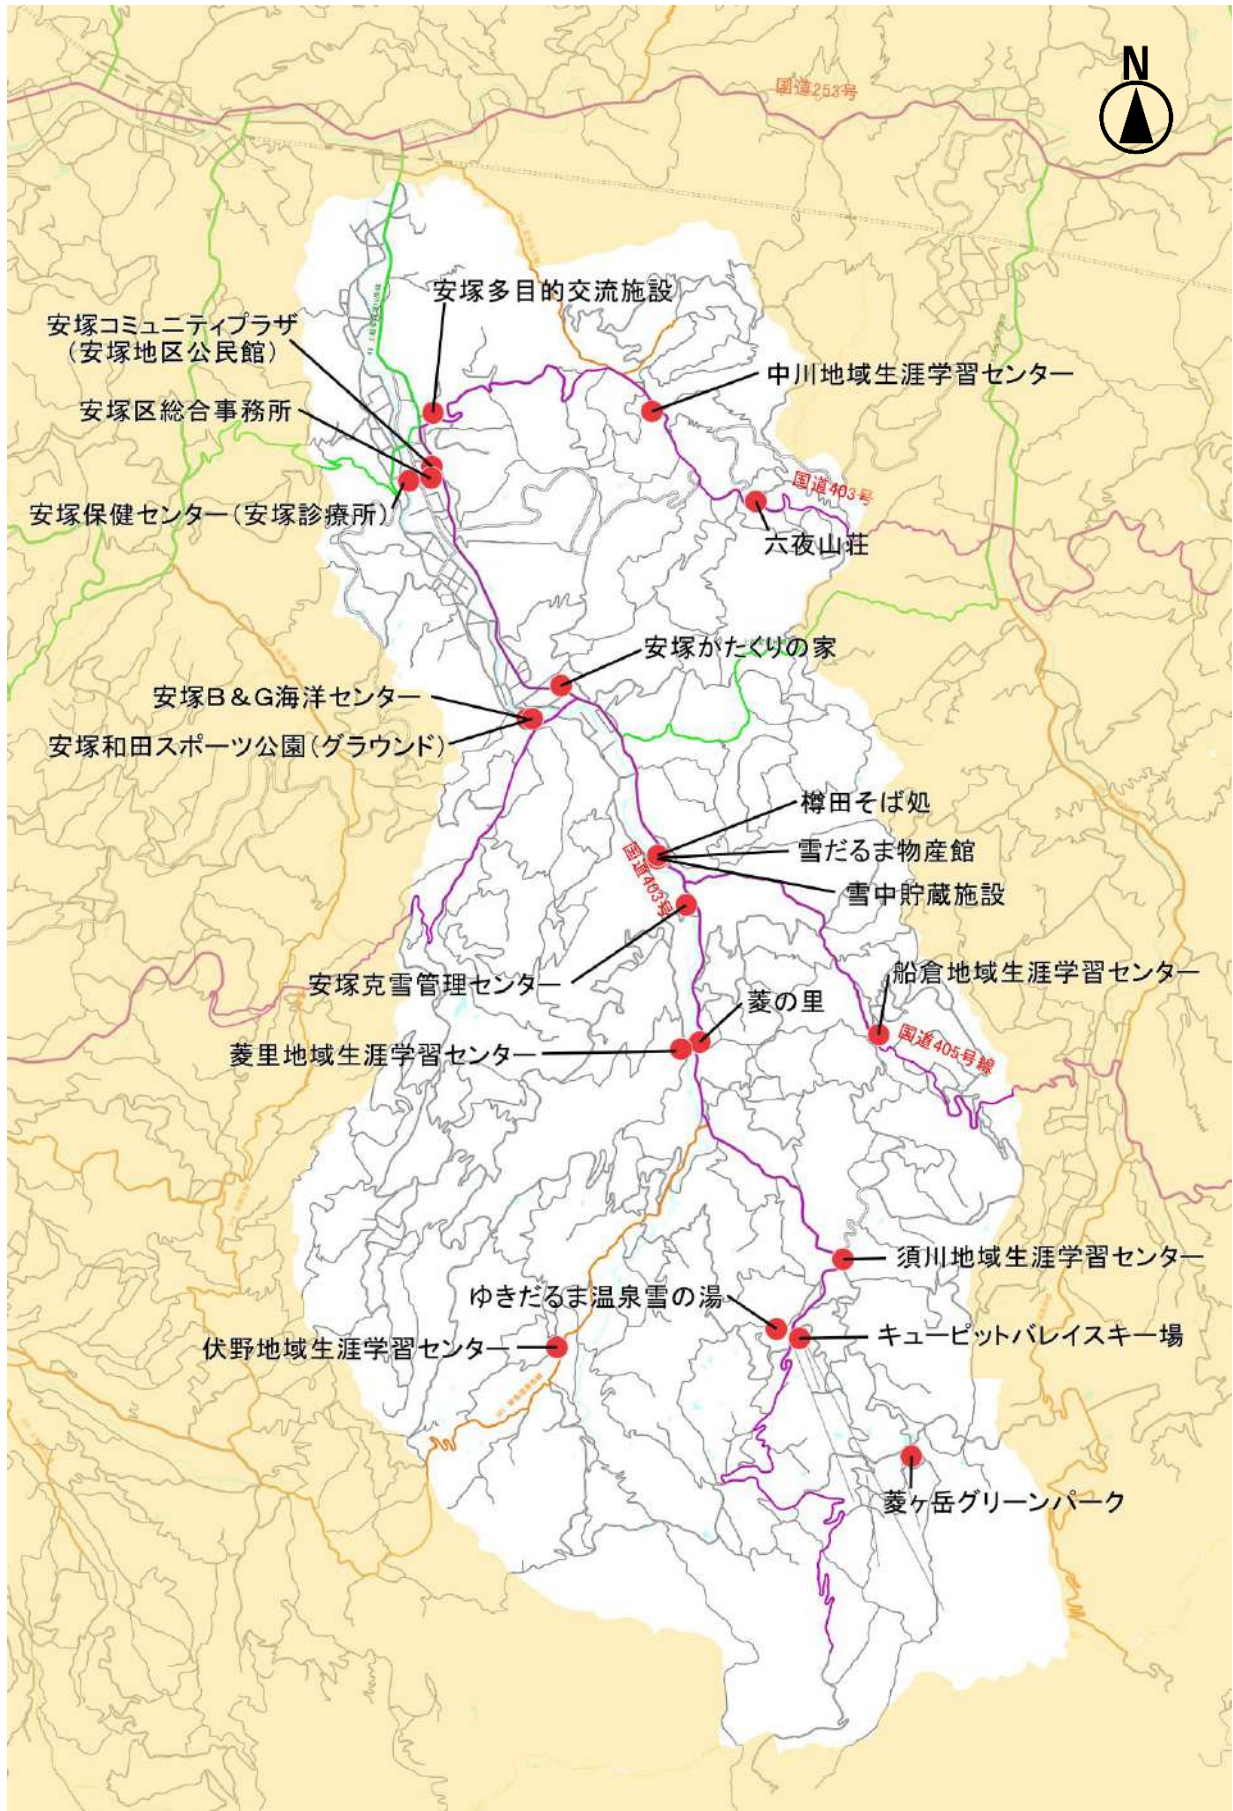 N
国道253号
安塚多目的交流施設
安塚コミュニティプラザ
(安塚地区公民館)
中川地域生涯学習センター
安塚区総合事務所
国道403号
安塚保健センター(安塚診療所)
六夜山荘
安塚かたくりの家
安塚B&G海洋センター
安塚和田スポーツ公園(グラウンド)
樽田そば処
雪だるま物産館
国道403号
雪中貯蔵施設
船倉地域生涯学習センター
安塚克雪管理センター
菱の里
国道405号線
菱里地域生涯学習センター
須川地域生涯学習センター
ゆきだるま温泉雪の湯
キューピットバレイスキー場
伏野地域生涯学習センター
菱ヶ岳グリーンパーク